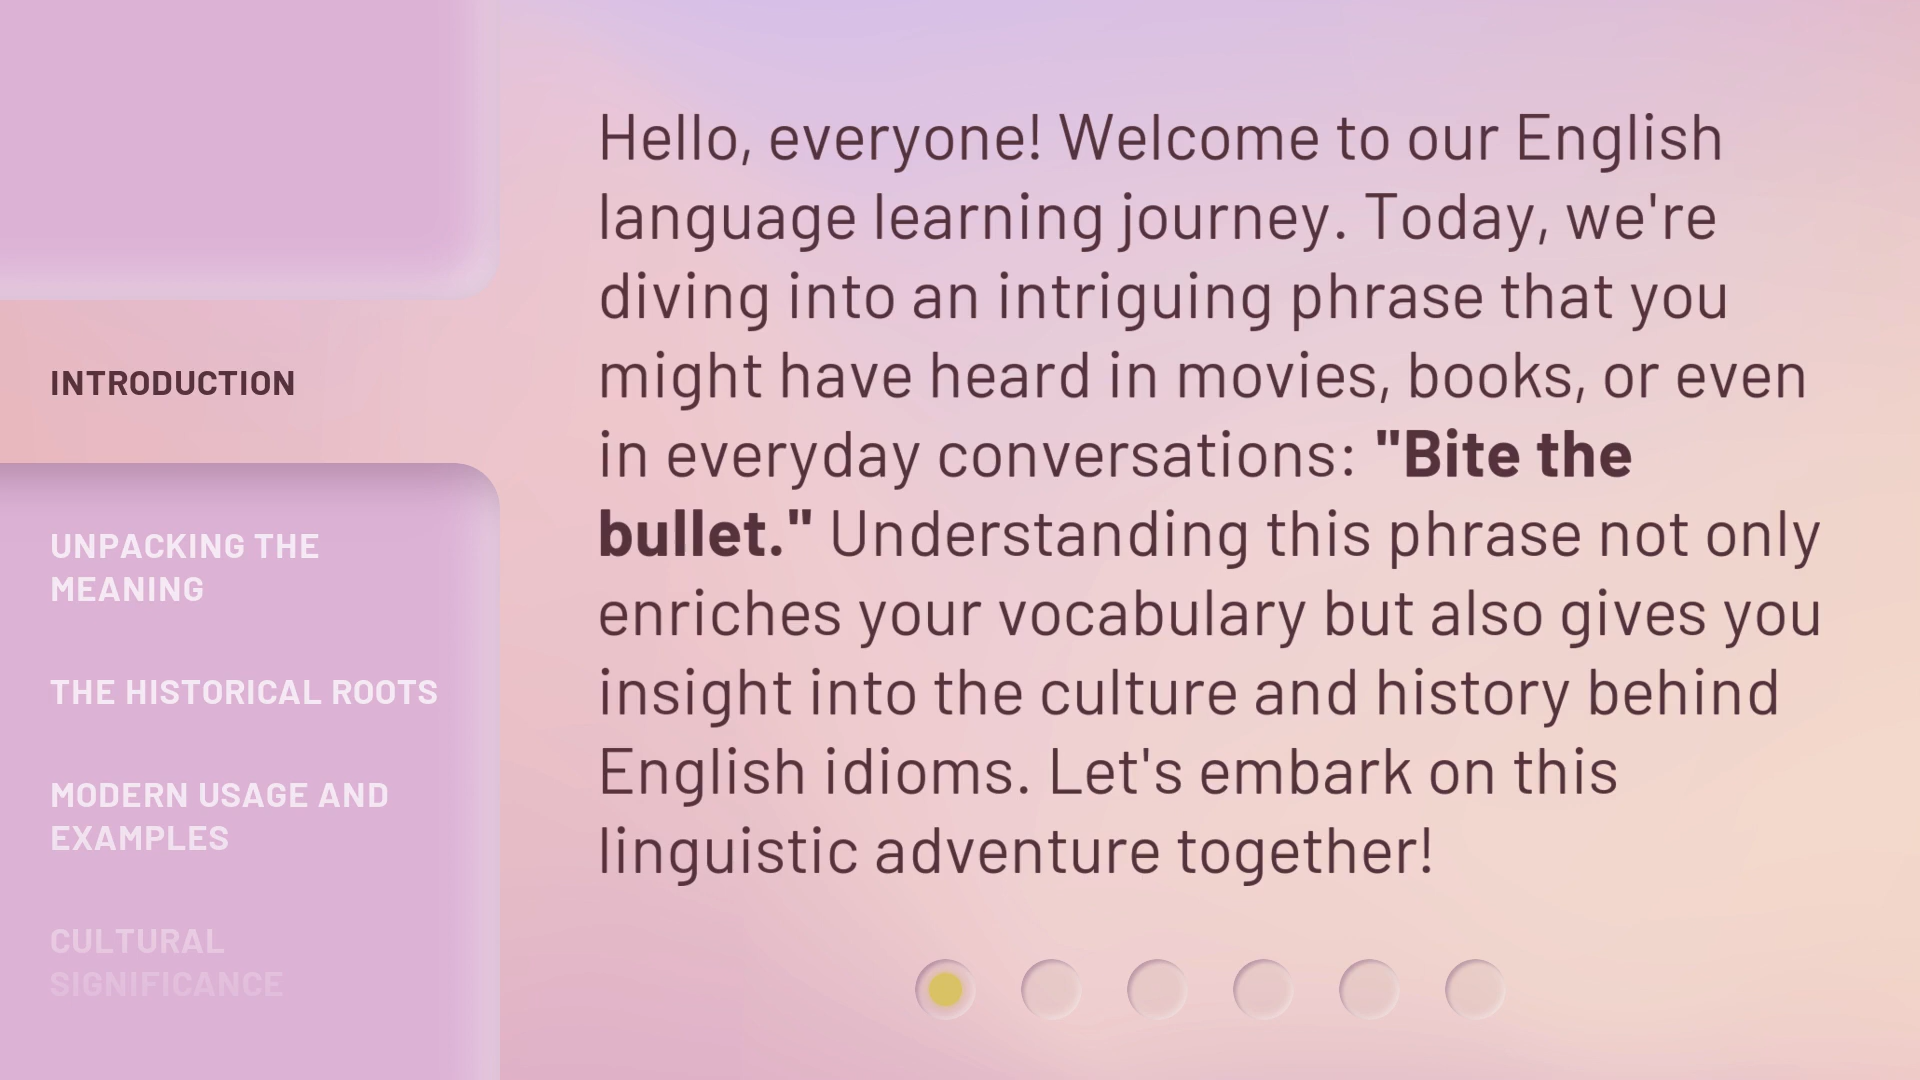 INTRODUCTION
UNPACKING THE
MEANING
THE HISTORICAL ROOTS
MODERN USAGE AND
EXAMPLES
CULTURAL
SIGNIFICANCE
Hello, everyone! Welcome to our English
language learning journey. Today, we're
diving into an intriguing phrase that you
might have heard in movies, books, or even
in everyday conversations: "Bite the
bullet." Understanding this phrase not only
enriches your vocabulary but also gives you
insight into the culture and history behind
English idioms. Let's embark on this
linguistic adventure together!